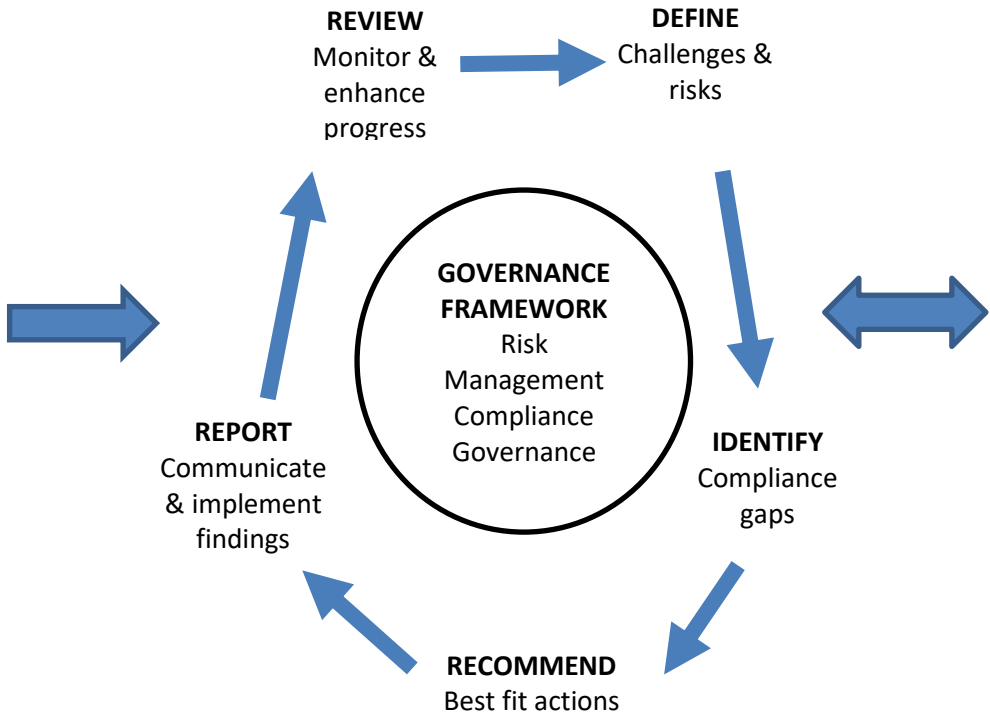 REVIEW
Monitor &
enhance
progress
DEFINE
Challenges &
risks
GOVERNANCE
FRAMEWORK
Risk
Management
Compliance
Governance
IDENTIFY
Compliance
gaps
RECOMMEND
Best fit actions
REPORT
Communicate
& implement
findings